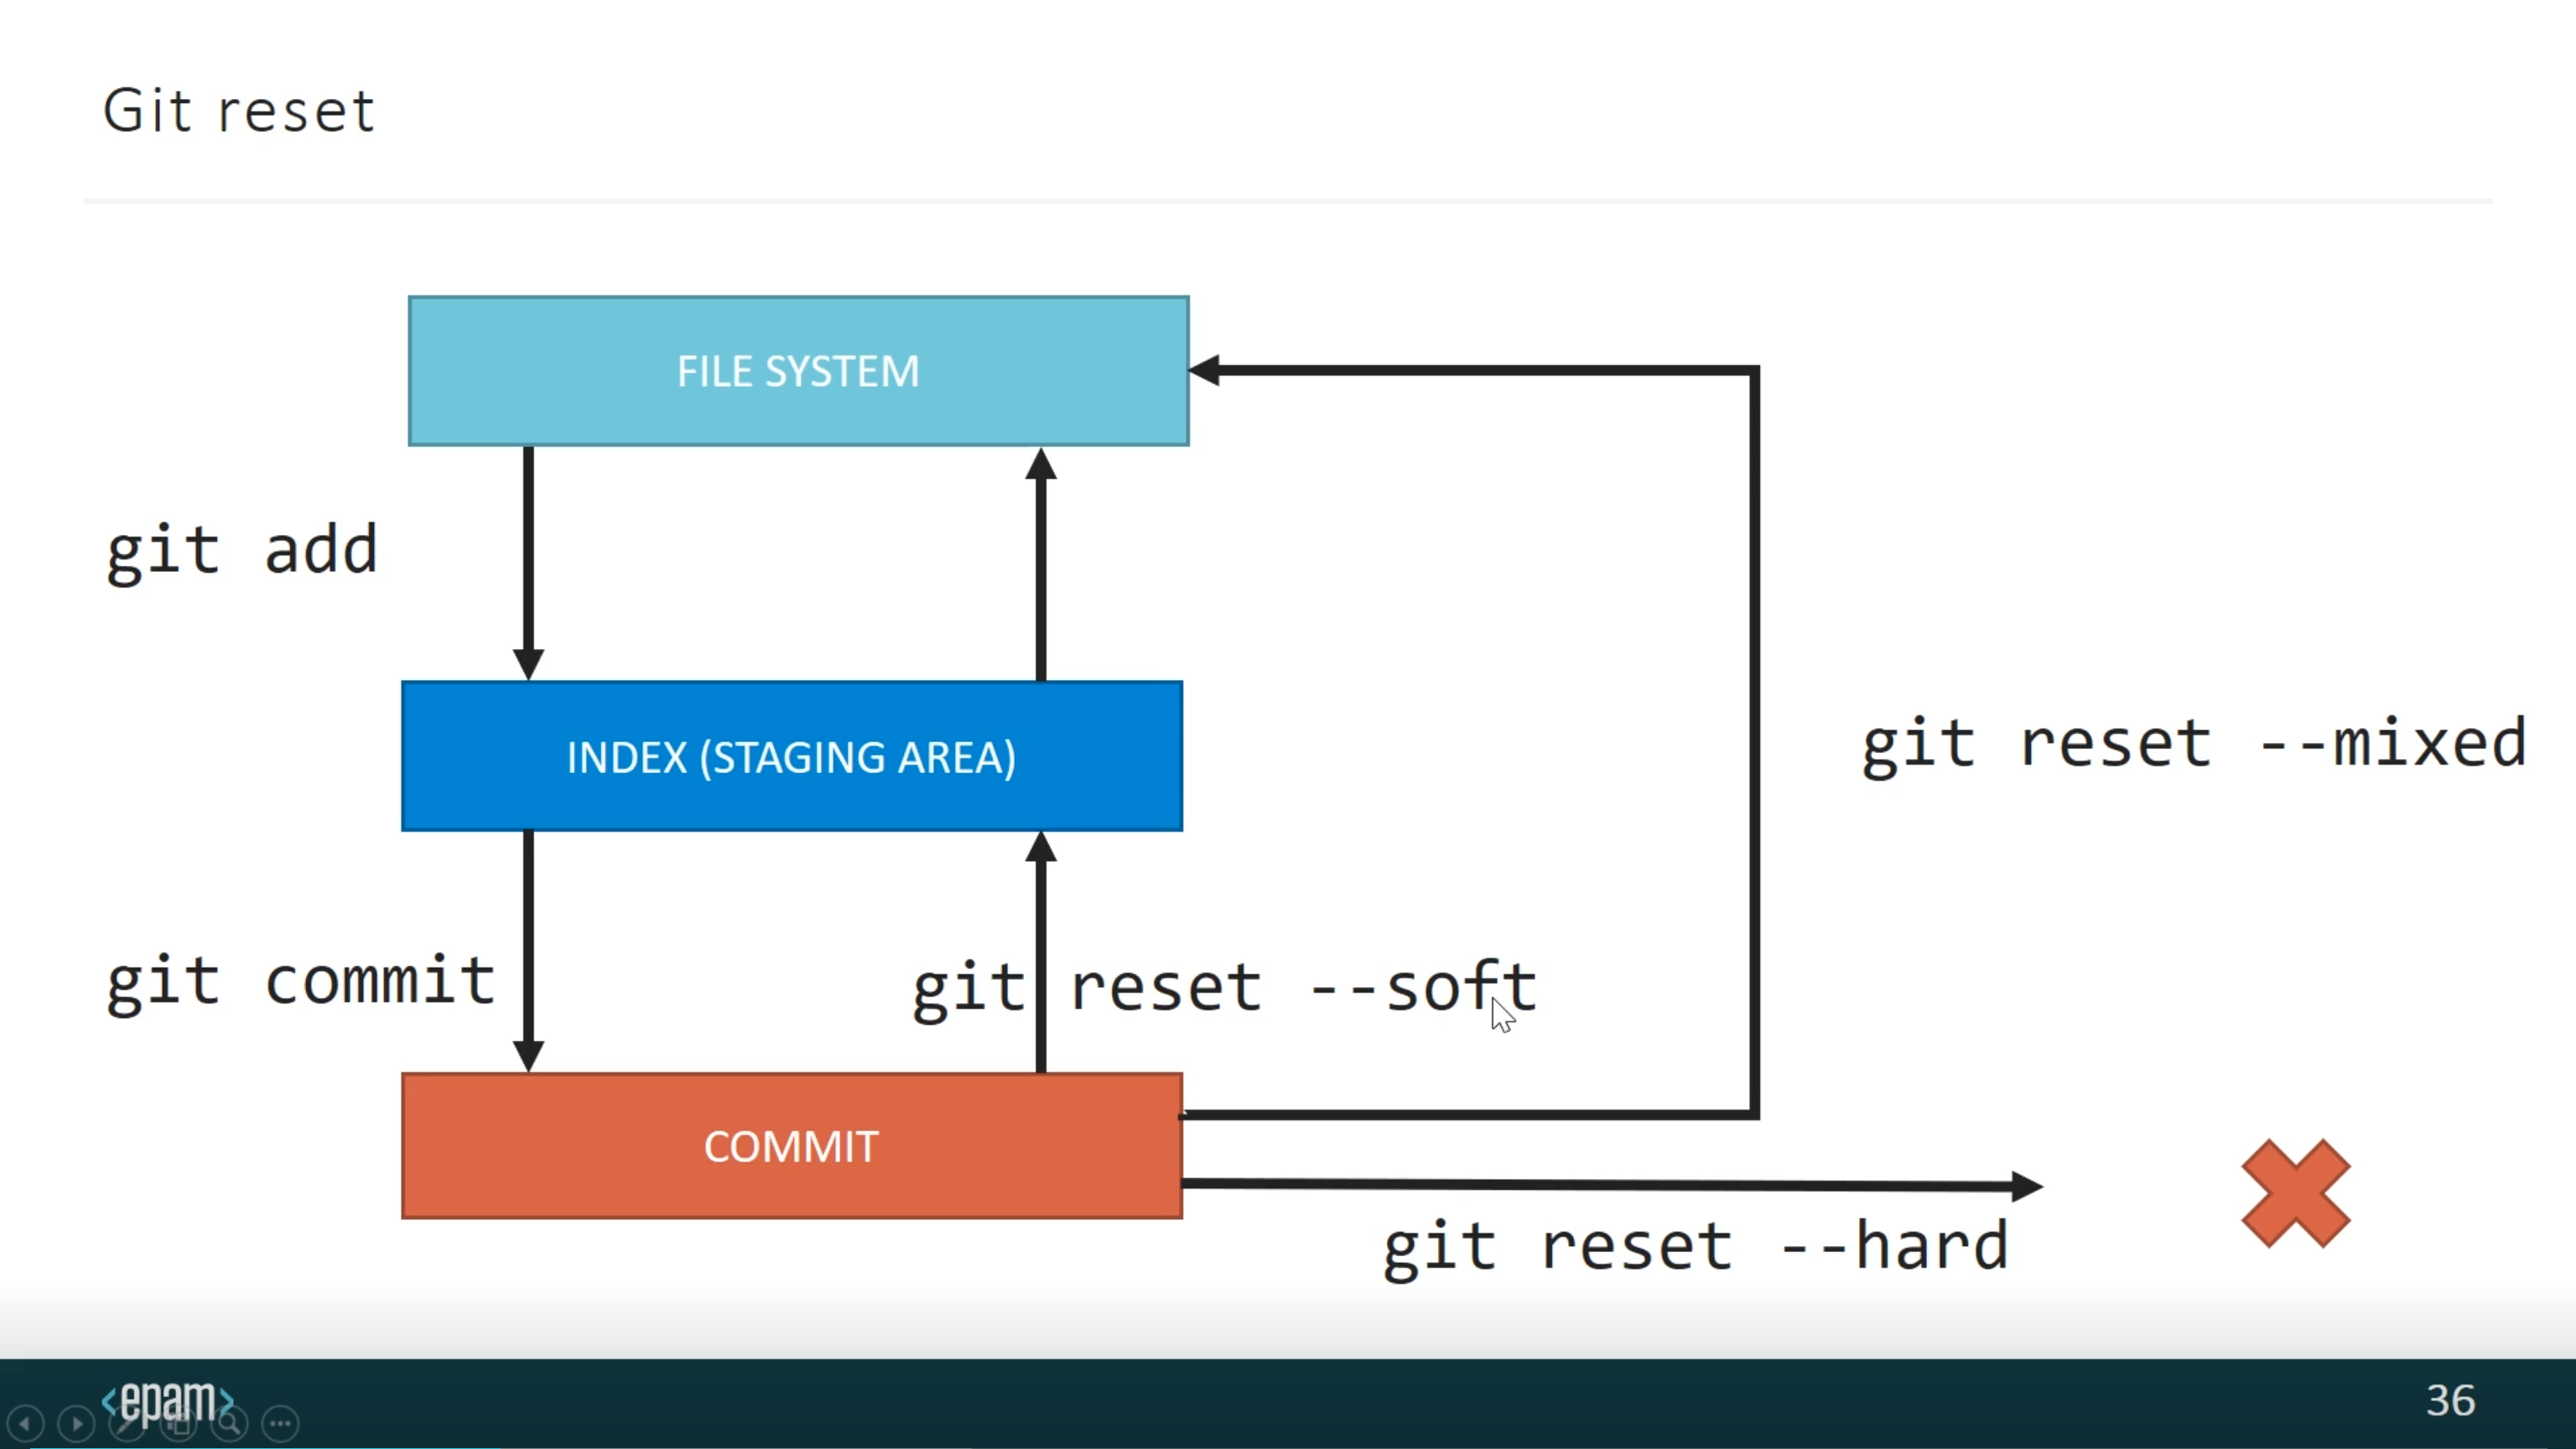 Git reset
FILE SYSTEM
git add
INDEX (STAGING AREA)
git reset --mixed
git commit
git reset --soft
COMMIT
git reset --hard
<epam>
36